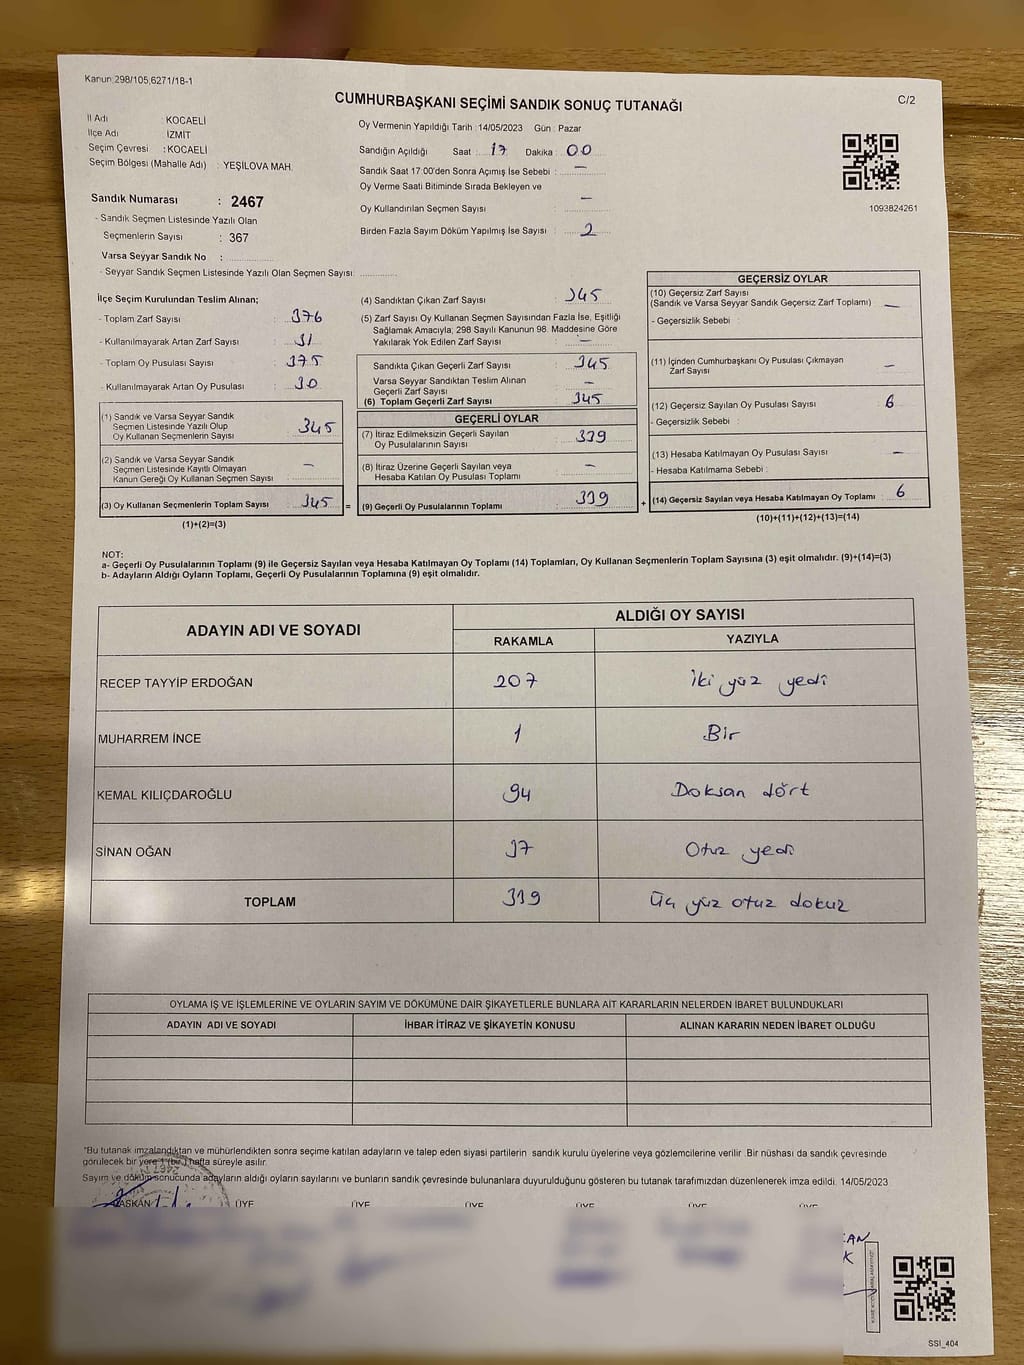 Kanun 298/105,6271/18-1
CUMHURBAŞKANI SEÇİMİ SANDIK SONUÇ TUTANAĞI
C/2
İl Adı : KOCAELİ
İlçe Adı İZMİT
Seçim Çevresi : KOCAELİ
Seçim Bölgesi (Mahalle Adı) : YEŞİLOVA MAH.
Oy Vermenin Yapıldığı Tarih : 14/05/2023 Gün : Pazar
Sandığın Açıldığı Saat : 17 Dakika : 00
Sandık Saat 17:00'den Sonra Açımış İse Sebebi : —
Oy Verme Saati Bitiminde Sırada Bekleyen ve
Oy Kullandırılan Seçmen Sayısı : —
Birden Fazla Sayım Döküm Yapılmış İse Sayısı : 2
1093824261
Sandık Numarası : 2467
- Sandık Seçmen Listesinde Yazılı Olan
Seçmenlerin Sayısı : 367
Varsa Seyyar Sandık No :
- Seyyar Sandık Seçmen Listesinde Yazılı Olan Seçmen Sayısı:
İlçe Seçim Kurulundan Teslim Alınan;
- Toplam Zarf Sayısı : 376
- Kullanılmayarak Artan Zarf Sayısı : 31
- Toplam Oy Pusulası Sayısı : 375
- Kullanılmayarak Artan Oy Pusulası : 30
(1) Sandık ve Varsa Seyyar Sandık
Seçmen Listesinde Yazılı Olup
Oy Kullanan Seçmenlerin Sayısı : 345
(2) Sandık ve Varsa Seyyar Sandık
Seçmen Listesinde Kayıtlı Olmayan
Kanun Gereği Oy Kullanan Seçmen Sayısı : —
(3) Oy Kullanan Seçmenlerin Toplam Sayısı : 345 =
(1)+(2)=(3)
(4) Sandıktan Çıkan Zarf Sayısı : 345
(5) Zarf Sayısı Oy Kullanan Seçmen Sayısından Fazla İse, Eşitliği
Sağlamak Amacıyla; 298 Sayılı Kanunun 98. Maddesine Göre
Yakılarak Yok Edilen Zarf Sayısı : —
Sandıkta Çıkan Geçerli Zarf Sayısı : 345
Varsa Seyyar Sandıktan Teslim Alınan
Geçerli Zarf Sayısı : —
(6) Toplam Geçerli Zarf Sayısı : 345
GEÇERLİ OYLAR
(7) İtiraz Edilmeksizin Geçerli Sayılan
Oy Pusulalarının Sayısı : 339
(8) İtiraz Üzerine Geçerli Sayılan veya
Hesaba Katılan Oy Pusulası Toplamı : —
(9) Geçerli Oy Pusulalarının Toplamı : 339 +
GEÇERSİZ OYLAR
(10) Geçersiz Zarf Sayısı
(Sandık ve Varsa Seyyar Sandık Geçersiz Zarf Toplamı) : —
- Geçersizlik Sebebi :
(11) İçinden Cumhurbaşkanı Oy Pusulası Çıkmayan
Zarf Sayısı : —
(12) Geçersiz Sayılan Oy Pusulası Sayısı : 6
- Geçersizlik Sebebi :
(13) Hesaba Katılmayan Oy Pusulası Sayısı : —
- Hesaba Katılmama Sebebi :
(14) Geçersiz Sayılan veya Hesaba Katılmayan Oy Toplamı : 6
(10)+(11)+(12)+(13)=(14)
NOT:
a- Geçerli Oy Pusulalarının Toplamı (9) ile Geçersiz Sayılan veya Hesaba Katılmayan Oy Toplamı (14) Toplamları, Oy Kullanan Seçmenlerin Toplam Sayısına (3) eşit olmalıdır. (9)+(14)=(3)
b- Adayların Aldığı Oyların Toplamı, Geçerli Oy Pusulalarının Toplamına (9) eşit olmalıdır.
ADAYIN ADI VE SOYADI
ALDIĞI OY SAYISI
RAKAMLA YAZIYLA
RECEP TAYYİP ERDOĞAN 207 İki yüz yedi
MUHARREM İNCE 1 Bir
KEMAL KILIÇDAROĞLU 94 Doksan dört
SİNAN OĞAN 37 Otuz yedi
TOPLAM 339 Üç yüz otuz dokuz
OYLAMA İŞ VE İŞLEMLERİNE VE OYLARIN SAYIM VE DÖKÜMÜNE DAİR ŞİKAYETLERLE BUNLARA AİT KARARLARIN NELERDEN İBARET BULUNDUKLARI
ADAYIN ADI VE SOYADI İHBAR İTİRAZ VE ŞİKAYETİN KONUSU ALINAN KARARIN NEDEN İBARET OLDUĞU
"Bu tutanak imzalandıktan ve mühürlendikten sonra seçime katılan adayların ve talep eden siyasi partilerin sandık kurulu üyelerine veya gözlemcilerine verilir .Bir nüshası da sandık çevresinde
görülecek bir yere 1 (bir) hafta süreyle asılır.
Sayım ve döküm sonucunda adayların aldığı oyların sayılarını ve bunların sandık çevresinde bulunanlara duyurulduğunu gösteren bu tutanak tarafımızdan düzenlenerek imza edildi. 14/05/2023
BAŞKAN ÜYE ÜYE ÜYE ÜYE ÜYE ÜYE
SSI_404